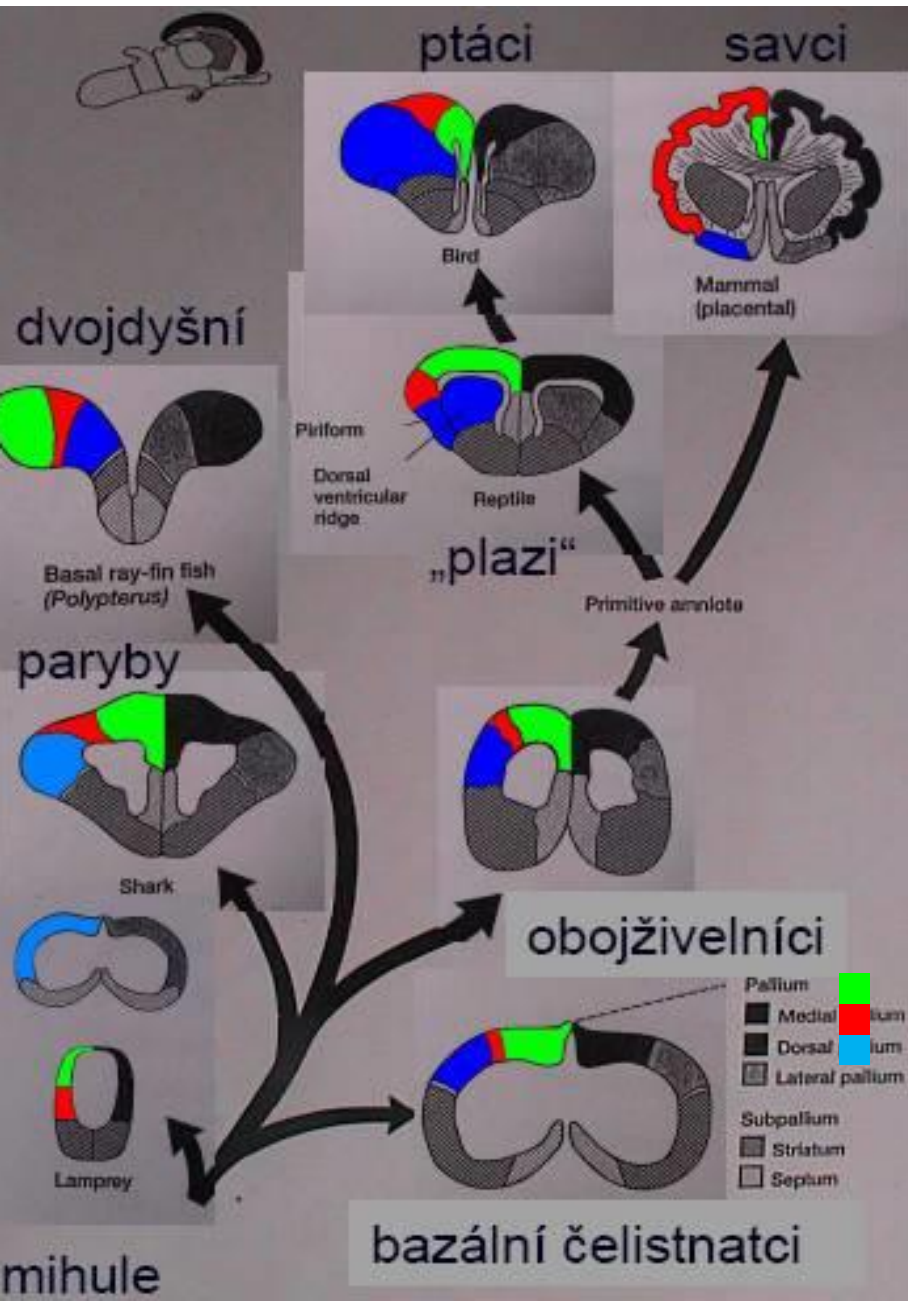 ptáci
savci
Bird
Mammal
(placental)
dvojdyšní
Piriform
Dorsal
ventricular
ridge
Reptile
„plazi“
Basal ray-fin fish
(Polypterus)
Primitive amniote
paryby
Shark
obojživelníci
Pallium
Medial
Dorsal
Lateral pallium
Subpallium
Striatum
Septum
Lamprey
bazální čelistnatci
mihule